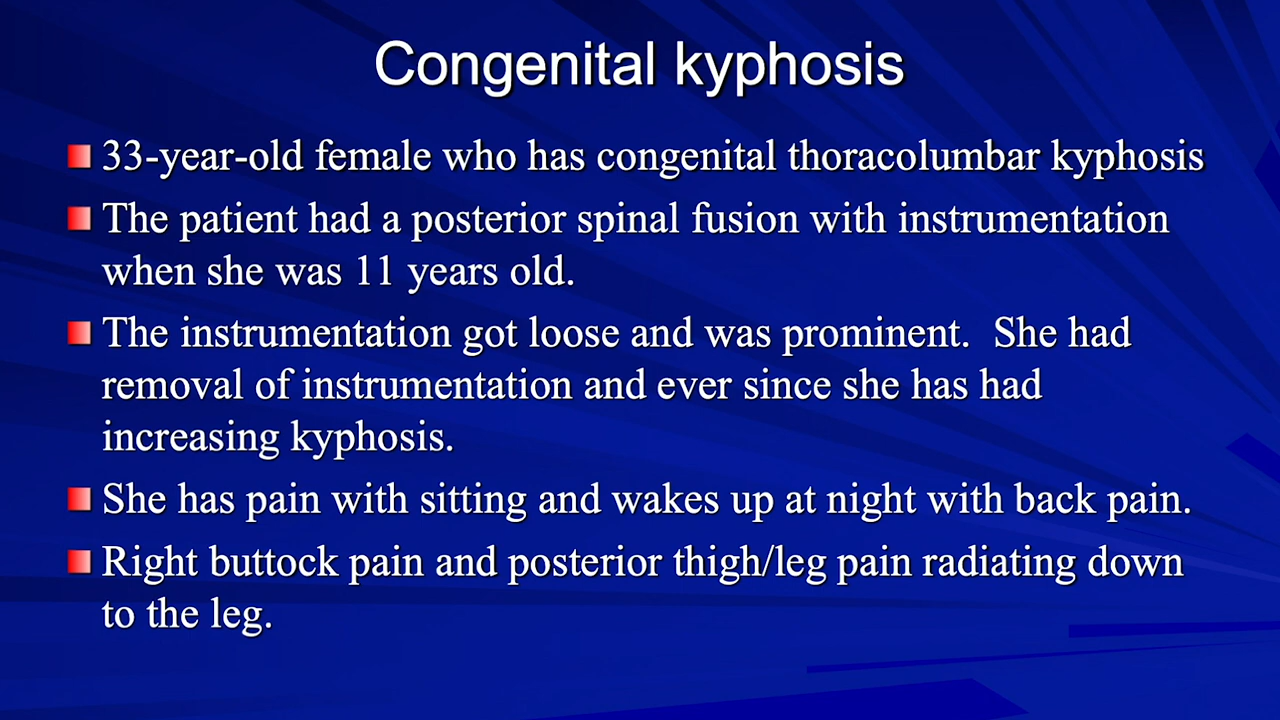 Congenital kyphosis
33-year-old female who has congenital thoracolumbar kyphosis
The patient had a posterior spinal fusion with instrumentation
when she was 11 years old.
The instrumentation got loose and was prominent.  She had
removal of instrumentation and ever since she has had
increasing kyphosis.
She has pain with sitting and wakes up at night with back pain.
Right buttock pain and posterior thigh/leg pain radiating down
to the leg.